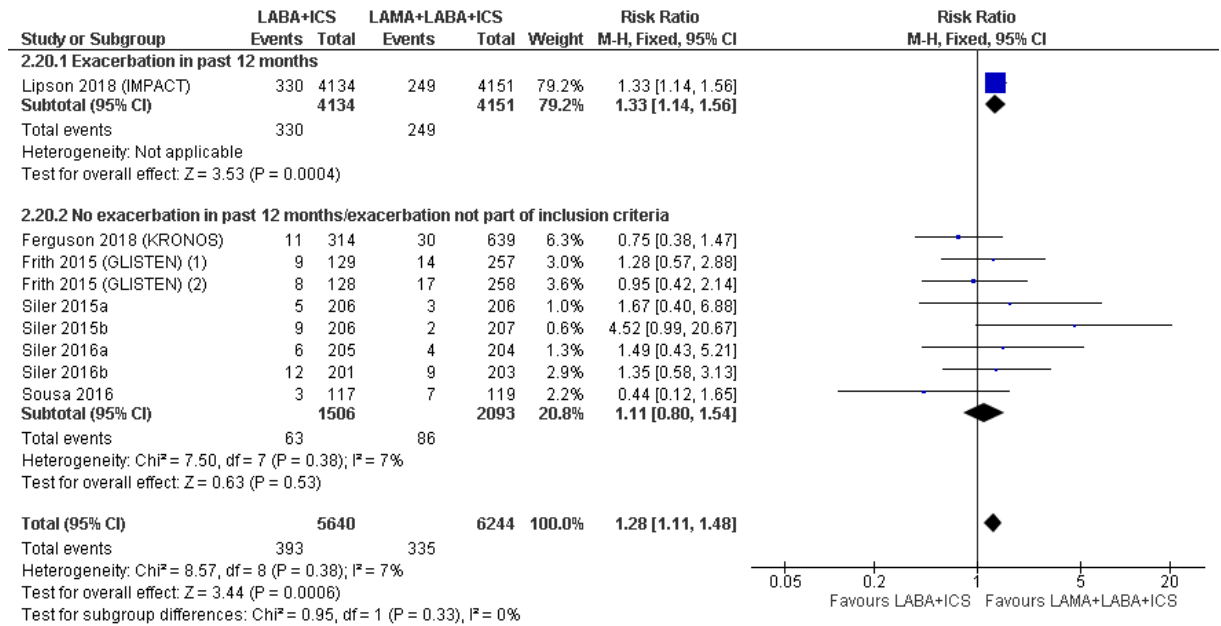 LABA+ICS LAMA+LABA+ICS Risk Ratio Risk Ratio
Study or Subgroup Events Total Events Total Weight M-H, Fixed, 95% CI M-H, Fixed, 95% CI
2.20.1 Exacerbation in past 12 months
Lipson 2018 (IMPACT) 330 4134 249 4151 79.2% 1.33 [1.14, 1.56]
Subtotal (95% CI) 4134 4151 79.2% 1.33 [1.14, 1.56]
Total events 330 249
Heterogeneity: Not applicable
Test for overall effect: Z = 3.53 (P = 0.0004)
2.20.2 No exacerbation in past 12 months/exacerbation not part of inclusion criteria
Ferguson 2018 (KRONOS) 11 314 30 639 6.3% 0.75 [0.38, 1.47]
Frith 2015 (GLISTEN) (1) 9 129 14 257 3.0% 1.28 [0.57, 2.88]
Frith 2015 (GLISTEN) (2) 8 128 17 258 3.6% 0.95 [0.42, 2.14]
Siler 2015a 5 206 3 206 1.0% 1.67 [0.40, 6.88]
Siler 2015b 9 206 2 207 0.6% 4.52 [0.99, 20.67]
Siler 2016a 6 205 4 204 1.3% 1.49 [0.43, 5.21]
Siler 2016b 12 201 9 203 2.9% 1.35 [0.58, 3.13]
Sousa 2016 3 117 7 119 2.2% 0.44 [0.12, 1.65]
Subtotal (95% CI) 1506 2093 20.8% 1.11 [0.80, 1.54]
Total events 63 86
Heterogeneity: Chi² = 7.50, df = 7 (P = 0.38); I² = 7%
Test for overall effect: Z = 0.63 (P = 0.53)
Total (95% CI) 5640 6244 100.0% 1.28 [1.11, 1.48]
Total events 393 335
Heterogeneity: Chi² = 8.57, df = 8 (P = 0.38); I² = 7%
Test for overall effect: Z = 3.44 (P = 0.0006)
Test for subgroup differences: Chi² = 0.95, df = 1 (P = 0.33), I² = 0%
0.05 0.2 1 5 20
Favours LABA+ICS Favours LAMA+LABA+ICS